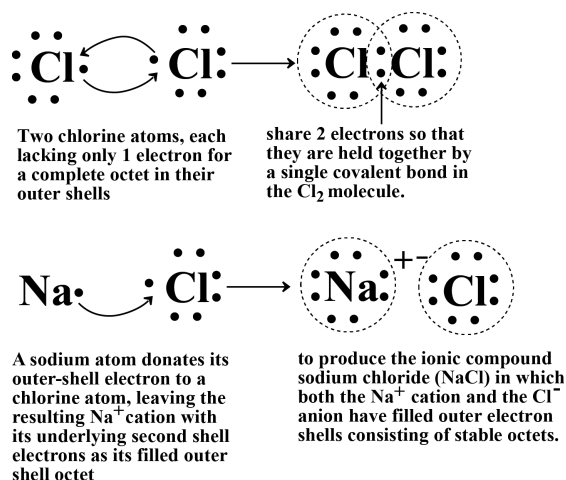 Cl Cl Cl Cl
Two chlorine atoms, each
lacking only 1 electron for
a complete octet in their
outer shells
share 2 electrons so that
they are held together by
a single covalent bond in
the Cl₂ molecule.
Na Cl Na + - Cl
A sodium atom donates its
outer-shell electron to a
chlorine atom, leaving the
resulting Na⁺cation with
its underlying second shell
electrons as its filled outer
shell octet
to produce the ionic compound
sodium chloride (NaCl) in which
both the Na⁺ cation and the Cl⁻
anion have filled outer electron
shells consisting of stable octets.